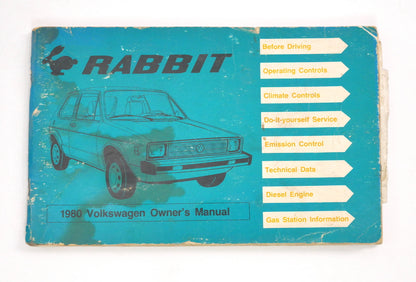 RABBIT
1980 Volkswagen Owner's Manual
Before Driving
Operating Controls
Climate Controls
Do-it-yourself Service
Emission Control
Technical Data
Diesel Engine
Gas Station Information